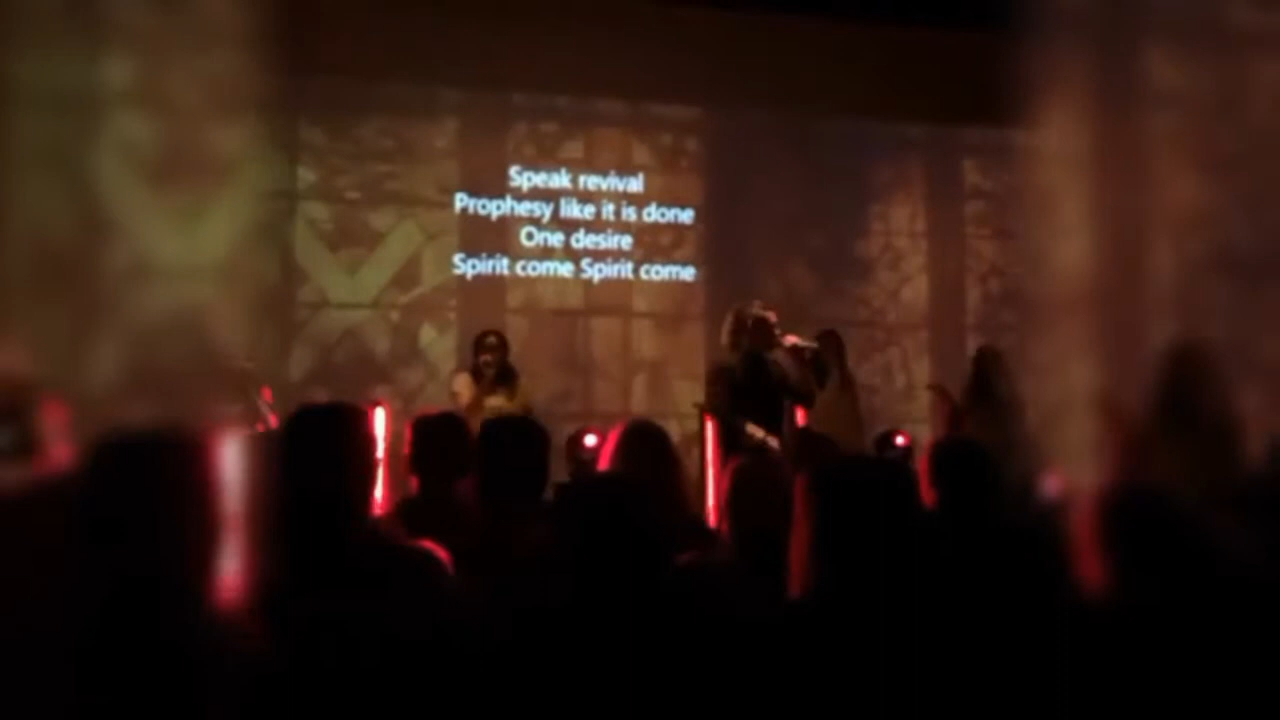 Speak revival
Prophesy like it is done
One desire
Spirit come Spirit come